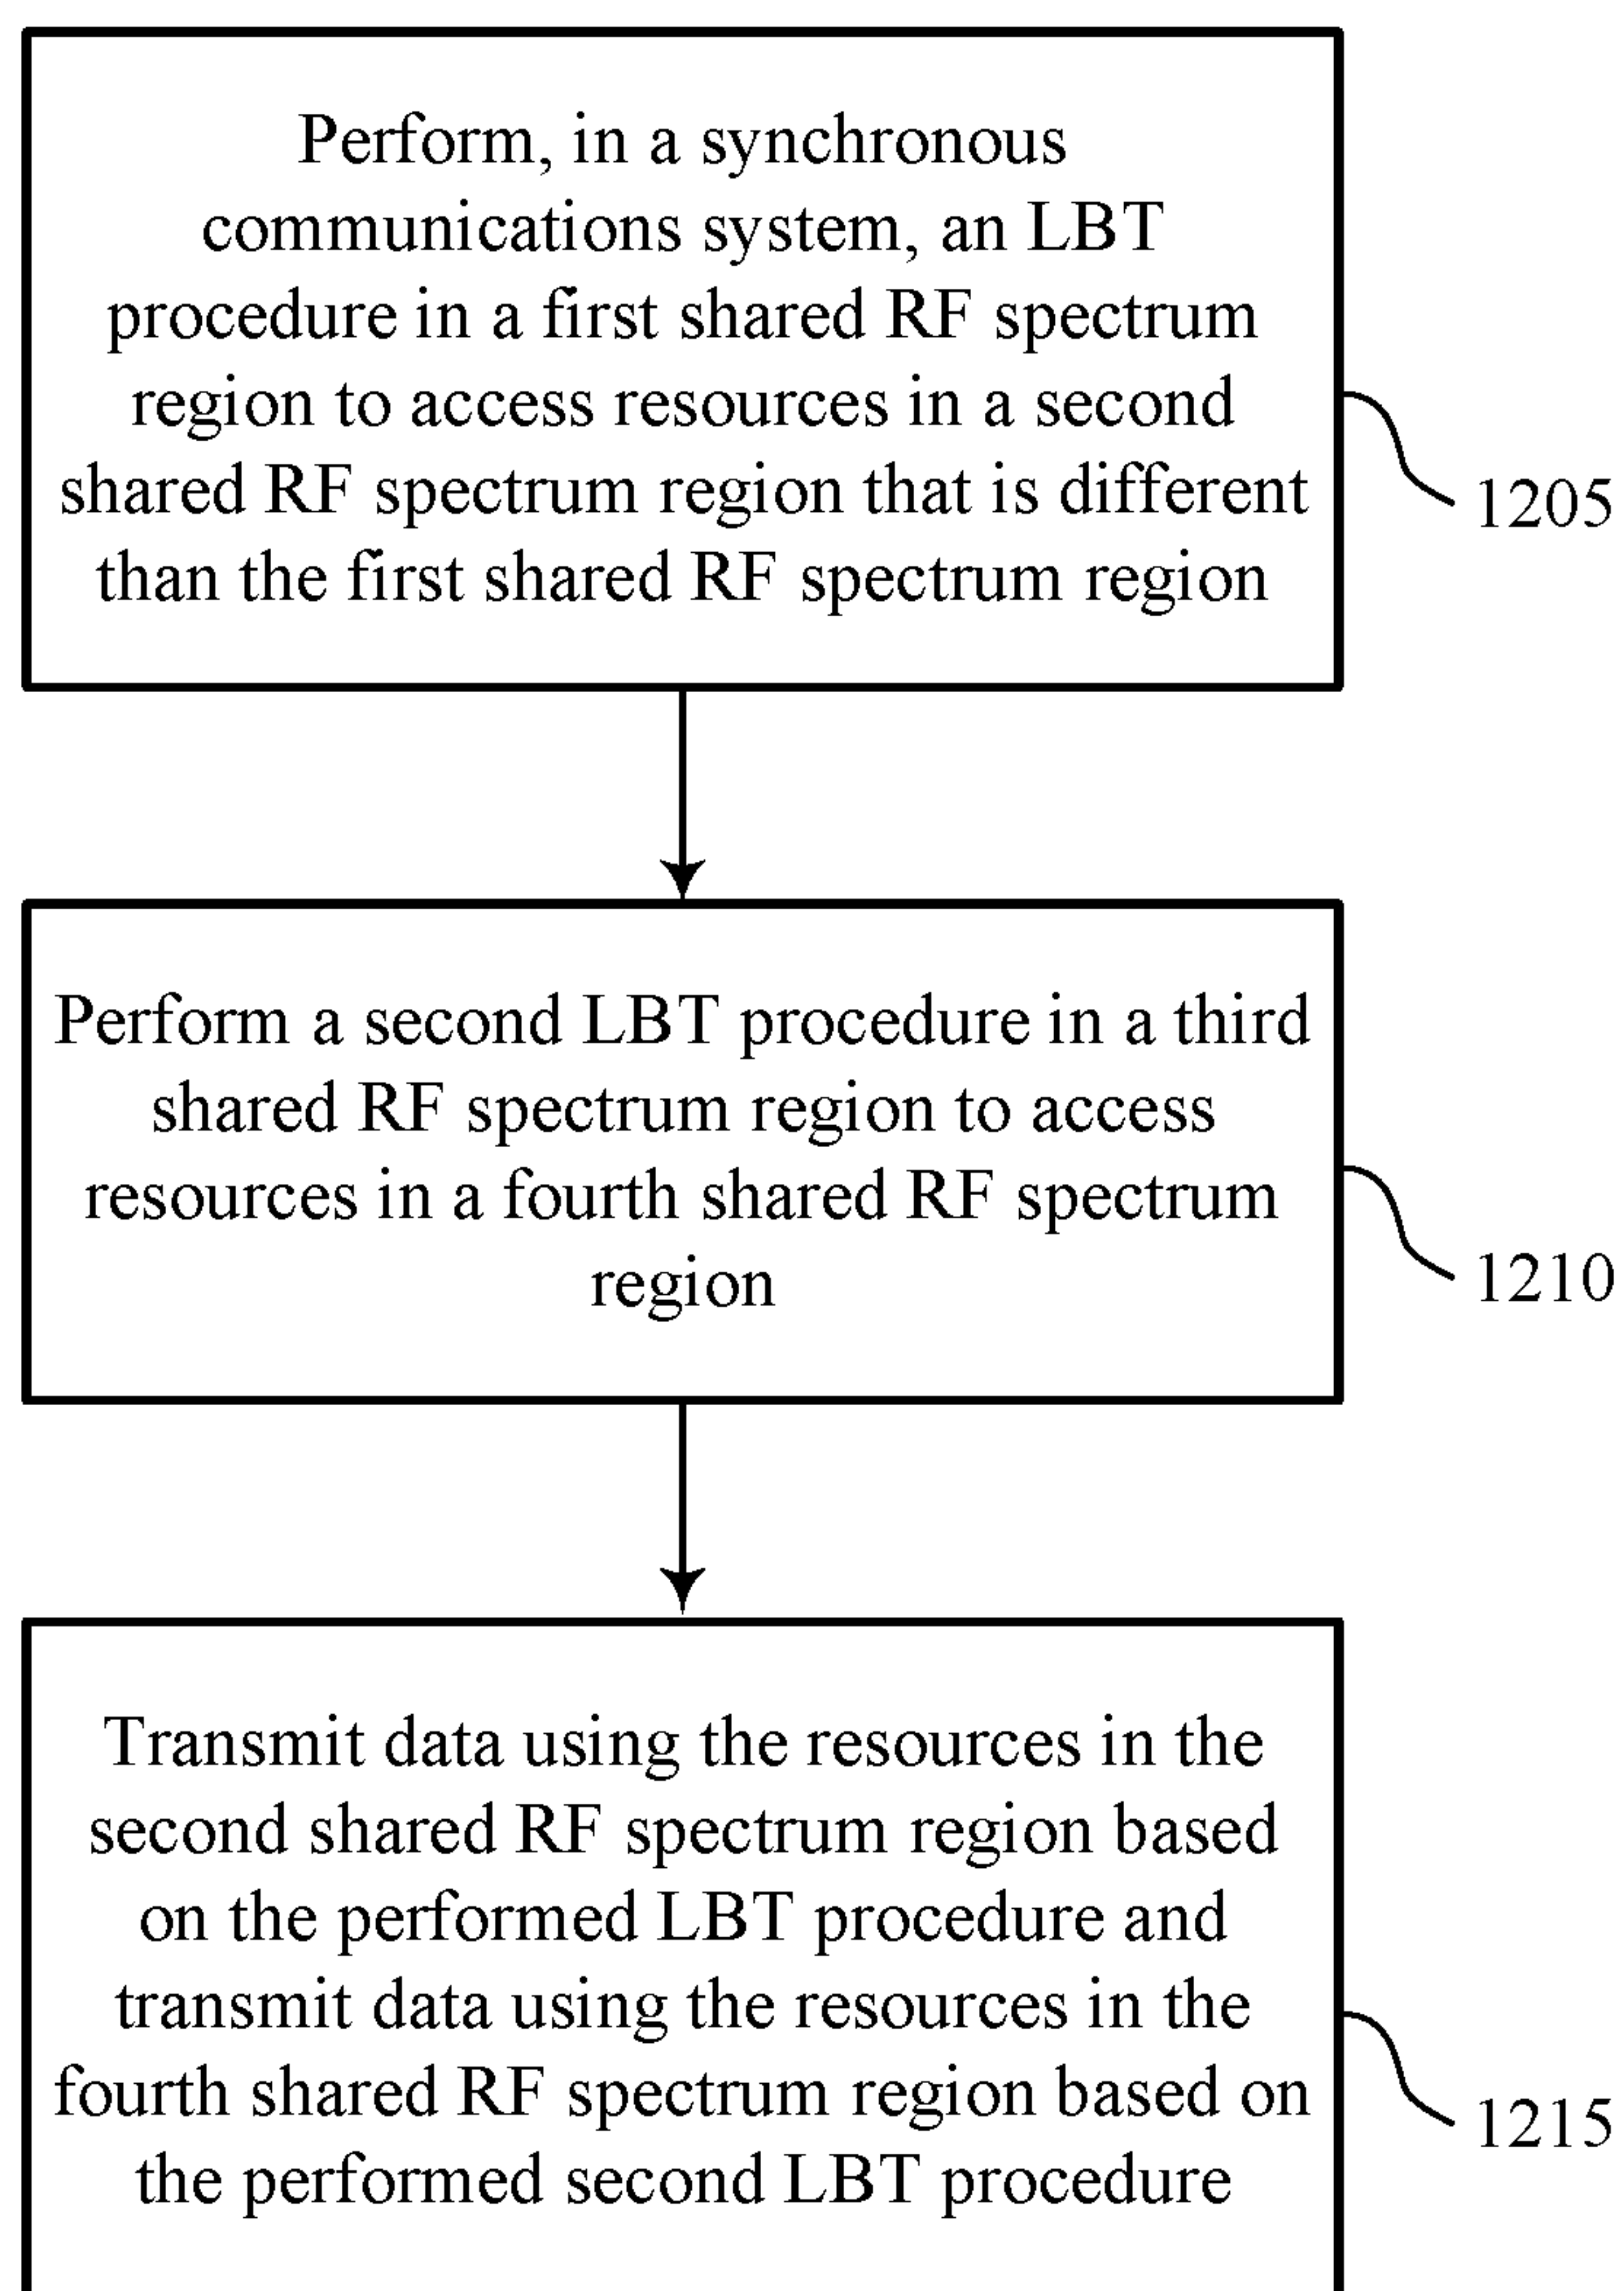 Perform, in a synchronous
communications system, an LBT
procedure in a first shared RF spectrum
region to access resources in a second
shared RF spectrum region that is different
than the first shared RF spectrum region
1205
Perform a second LBT procedure in a third
shared RF spectrum region to access
resources in a fourth shared RF spectrum
region
1210
Transmit data using the resources in the
second shared RF spectrum region based
on the performed LBT procedure and
transmit data using the resources in the
fourth shared RF spectrum region based on
the performed second LBT procedure
1215